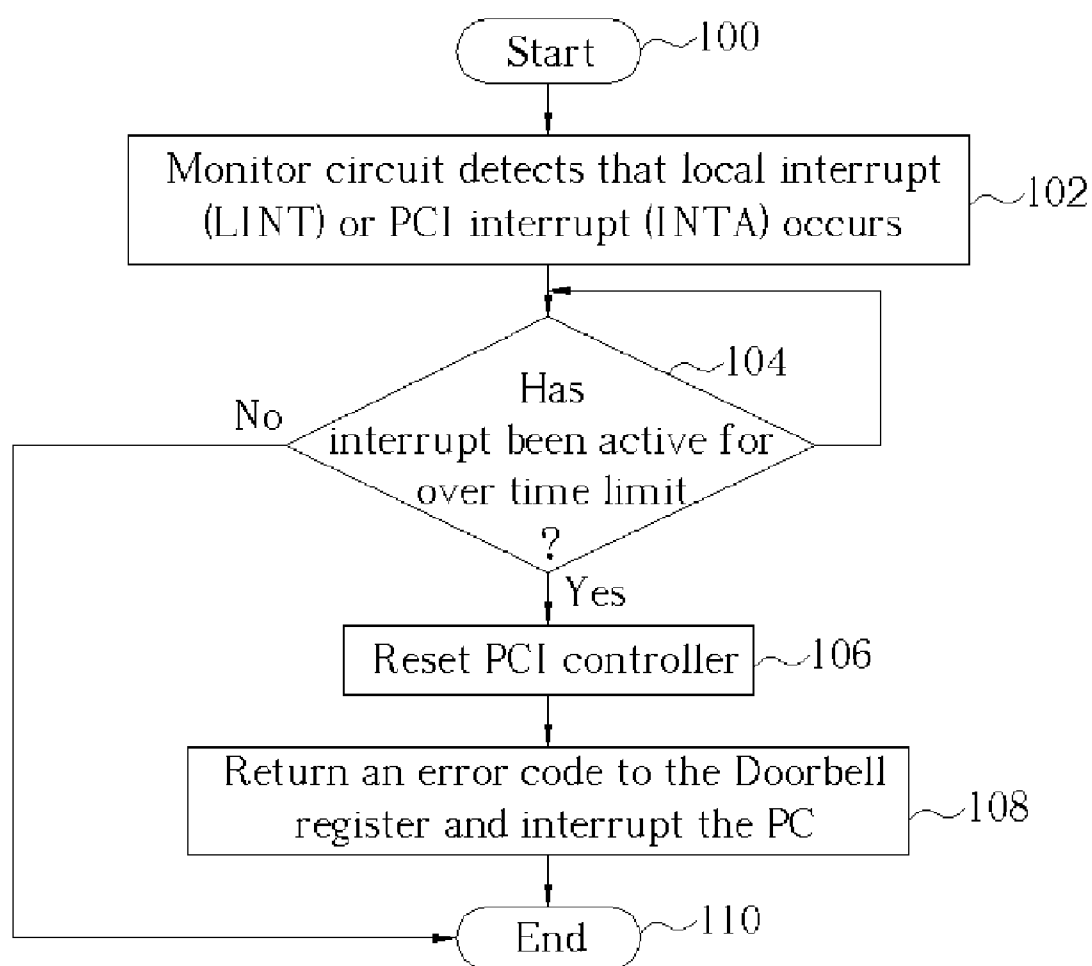 Start
100
Monitor circuit detects that local interrupt
(LINT) or PCI interrupt (INTA) occurs
102
104
No
Has
interrupt been active for
over time limit
?
Yes
Reset PCI controller
106
Return an error code to the Doorbell
register and interrupt the PC
108
End
110